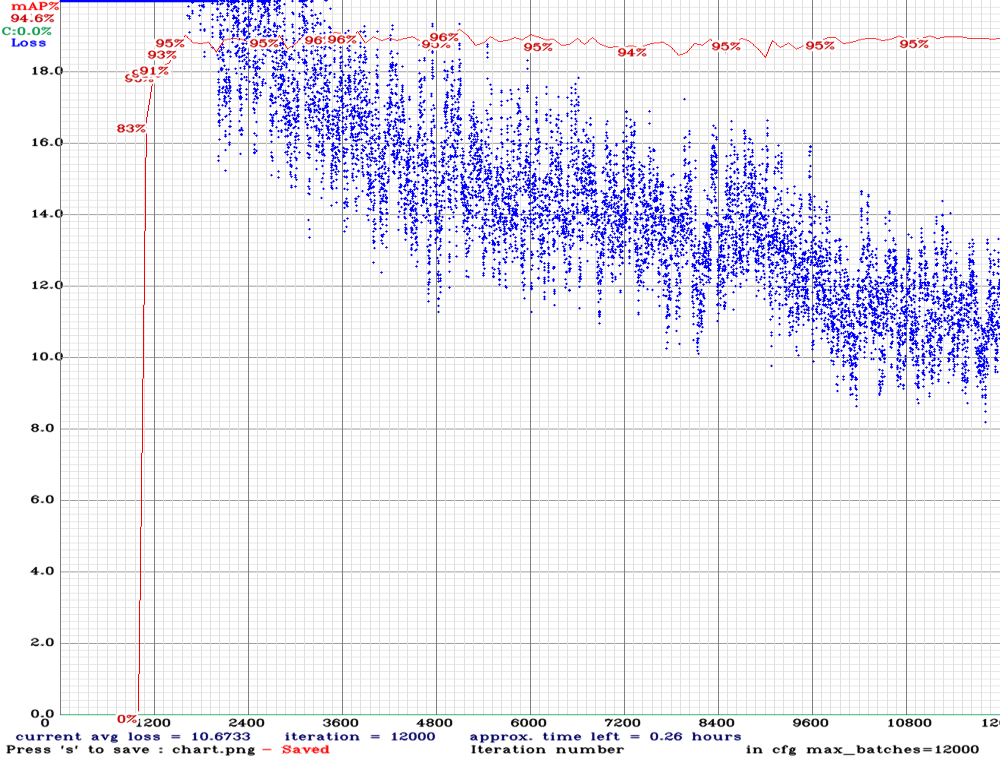 mAP%
94.6%
C:0.0%
Loss
95% 95% 96% 96% 96% 95% 94% 95% 95% 95%
93%
91%
18.0
83%
16.0
14.0
12.0
10.0
8.0
6.0
4.0
2.0
0.0
0%
0 1200 2400 3600 4800 6000 7200 8400 9600 10800 12
current avg loss = 10.6733 iteration = 12000 approx. time left = 0.26 hours
Press 's' to save : chart.png - Saved Iteration number in cfg max_batches=12000